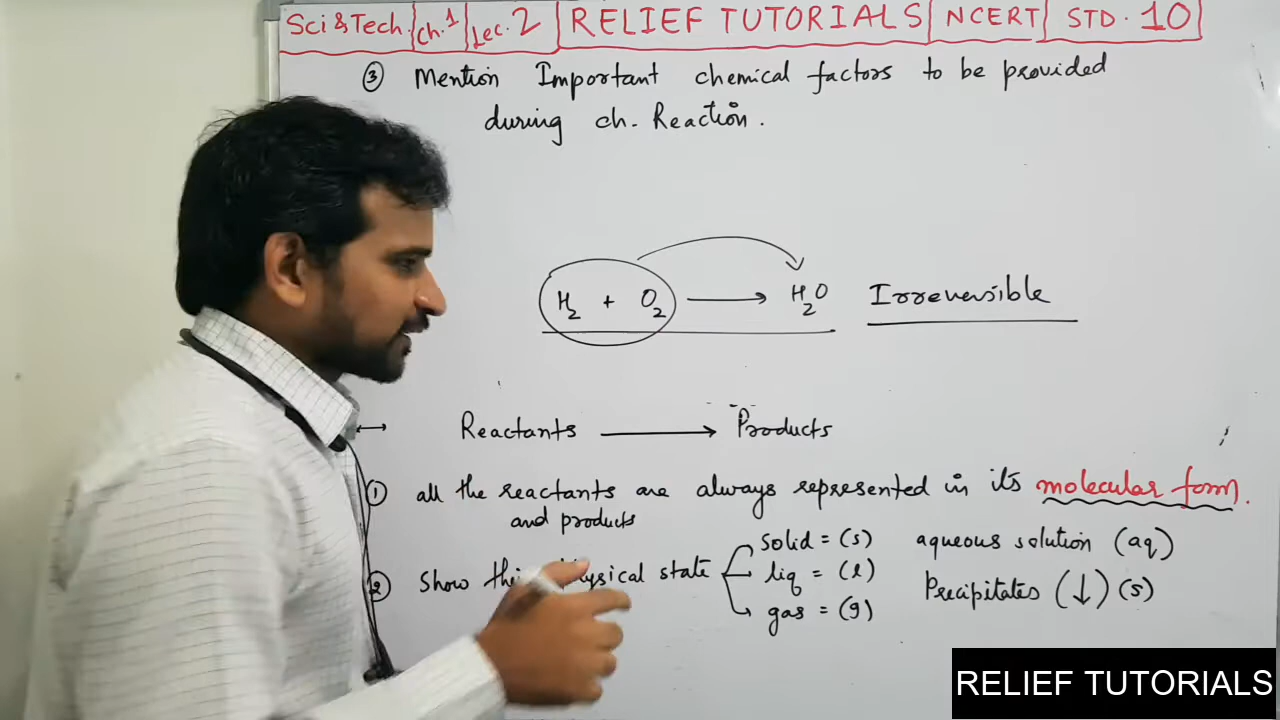 Sci & Tech. ch.1 Lec. 2 RELIEF TUTORIALS NCERT STD. 10
③ Mention Important chemical factors to be provided
during ch. Reaction.
H2 + O2 ⟶ H2O Irreversible
Reactants ⟶ Products
① all the reactants are always represented in its molecular form.
and products
② Show physical state
solid = (s) aqueous solution (aq)
liq = (l) Precipitates (↓) (s)
gas = (g)
RELIEF TUTORIALS